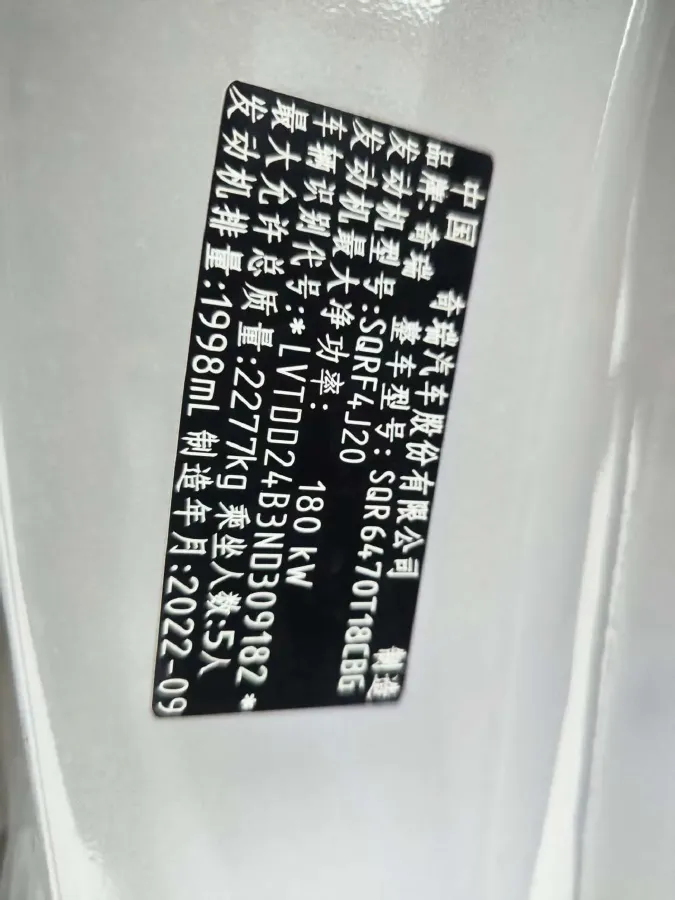 中国 奇瑞汽车股份有限公司 制造
品牌:奇瑞 整车型号:SQR6470T18CBG
发动机型号:SQRF4J20
发动机最大净功率: 180 kW
车辆识别代号:*LVTDD24B3ND309182*
最大允许总质量:2277kg 乘坐人数:5人
发动机排量:1998mL 制造年月:2022-09